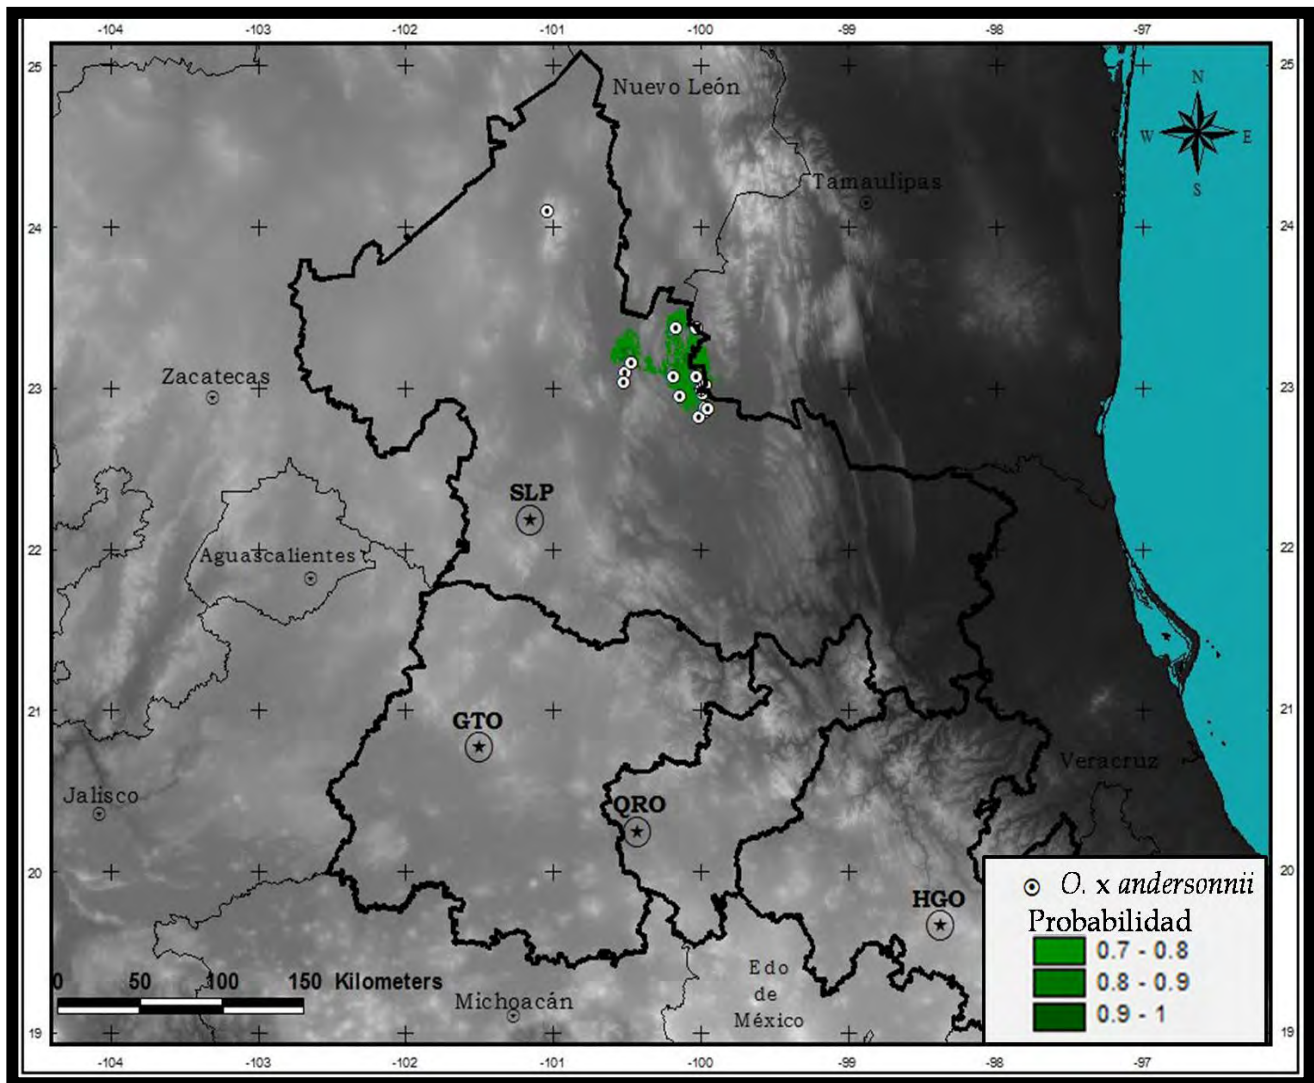 -104 -103 -102 -101 -100 -99 -98 -97
25 25
Nuevo León
N
W E
S
Tamaulipas
24 24
23 23
Zacatecas
SLP
22 22
Aguascalientes
21 21
GTO
Veracruz
Jalisco
QRO
20 20
HGO
O. x andersonnii
Probabilidad
0.7 - 0.8
0.8 - 0.9
0.9 - 1
Edo
de
México
0 50 100 150 Kilometers
Michoacán
19 19
-104 -103 -102 -101 -100 -99 -98 -97